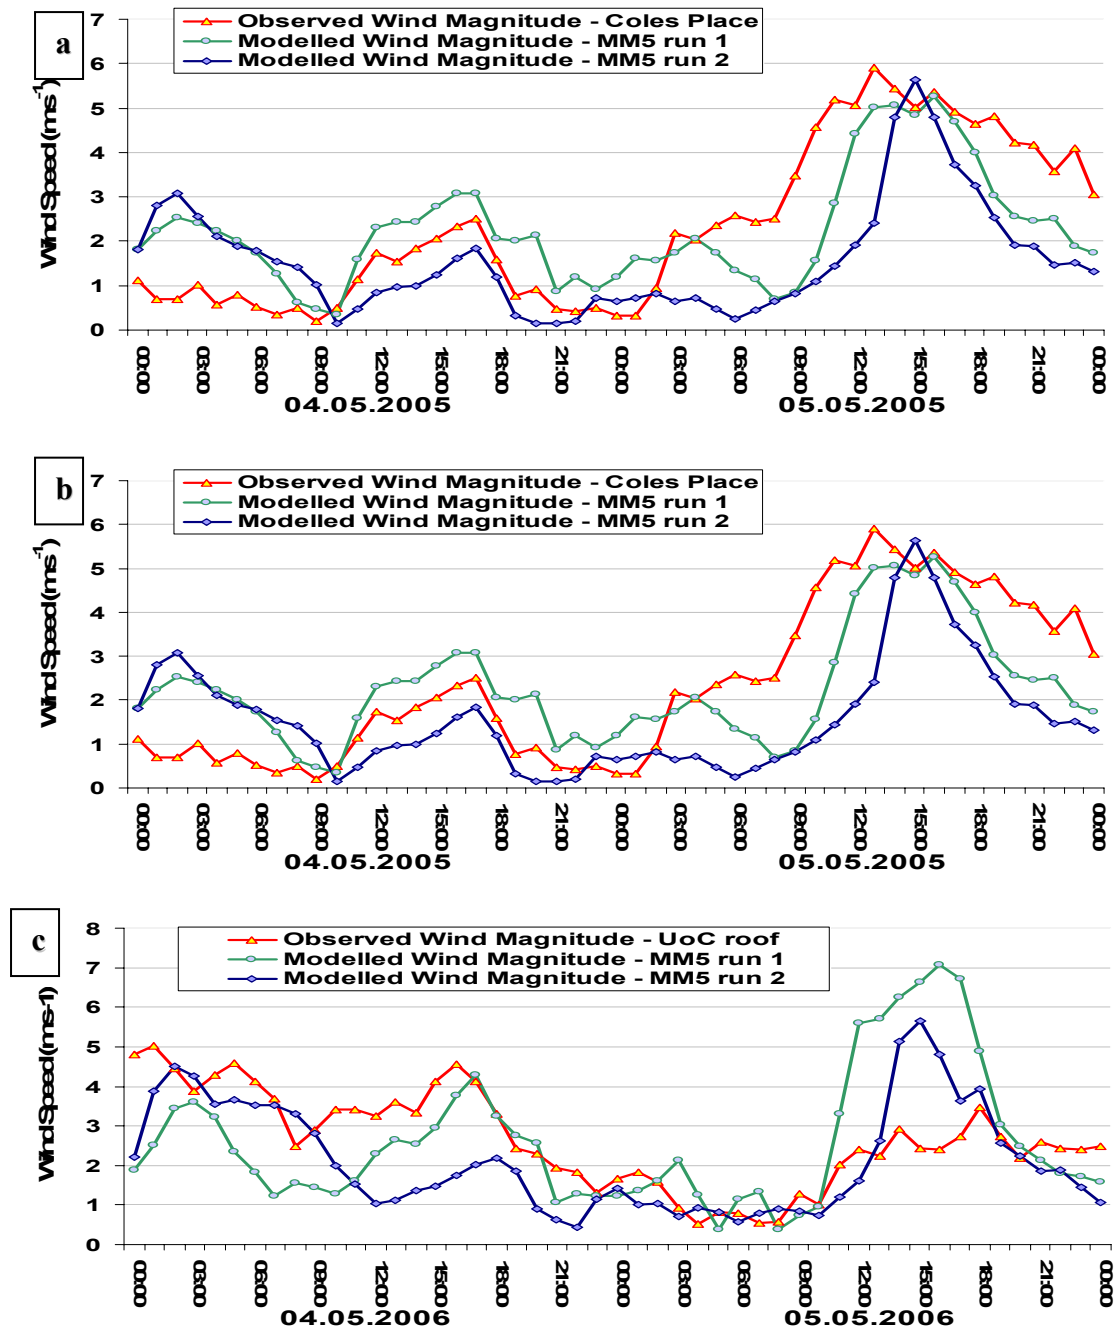 a
Wind Speed (ms-1)
7
6
5
4
3
2
1
0
Observed Wind Magnitude - Coles Place
Modelled Wind Magnitude - MM5 run 1
Modelled Wind Magnitude - MM5 run 2
00:00 03:00 06:00 09:00 12:00 15:00 18:00 21:00 00:00 03:00 06:00 09:00 12:00 15:00 18:00 21:00 00:00
04.05.2005 05.05.2005
b
Wind Speed (ms-1)
7
6
5
4
3
2
1
0
Observed Wind Magnitude - Coles Place
Modelled Wind Magnitude - MM5 run 1
Modelled Wind Magnitude - MM5 run 2
00:00 03:00 06:00 09:00 12:00 15:00 18:00 21:00 00:00 03:00 06:00 09:00 12:00 15:00 18:00 21:00 00:00
04.05.2005 05.05.2005
c
Wind Speed (ms-1)
8
7
6
5
4
3
2
1
0
Observed Wind Magnitude - UoC roof
Modelled Wind Magnitude - MM5 run 1
Modelled Wind Magnitude - MM5 run 2
00:00 03:00 06:00 09:00 12:00 15:00 18:00 21:00 00:00 03:00 06:00 09:00 12:00 15:00 18:00 21:00 00:00
04.05.2006 05.05.2006